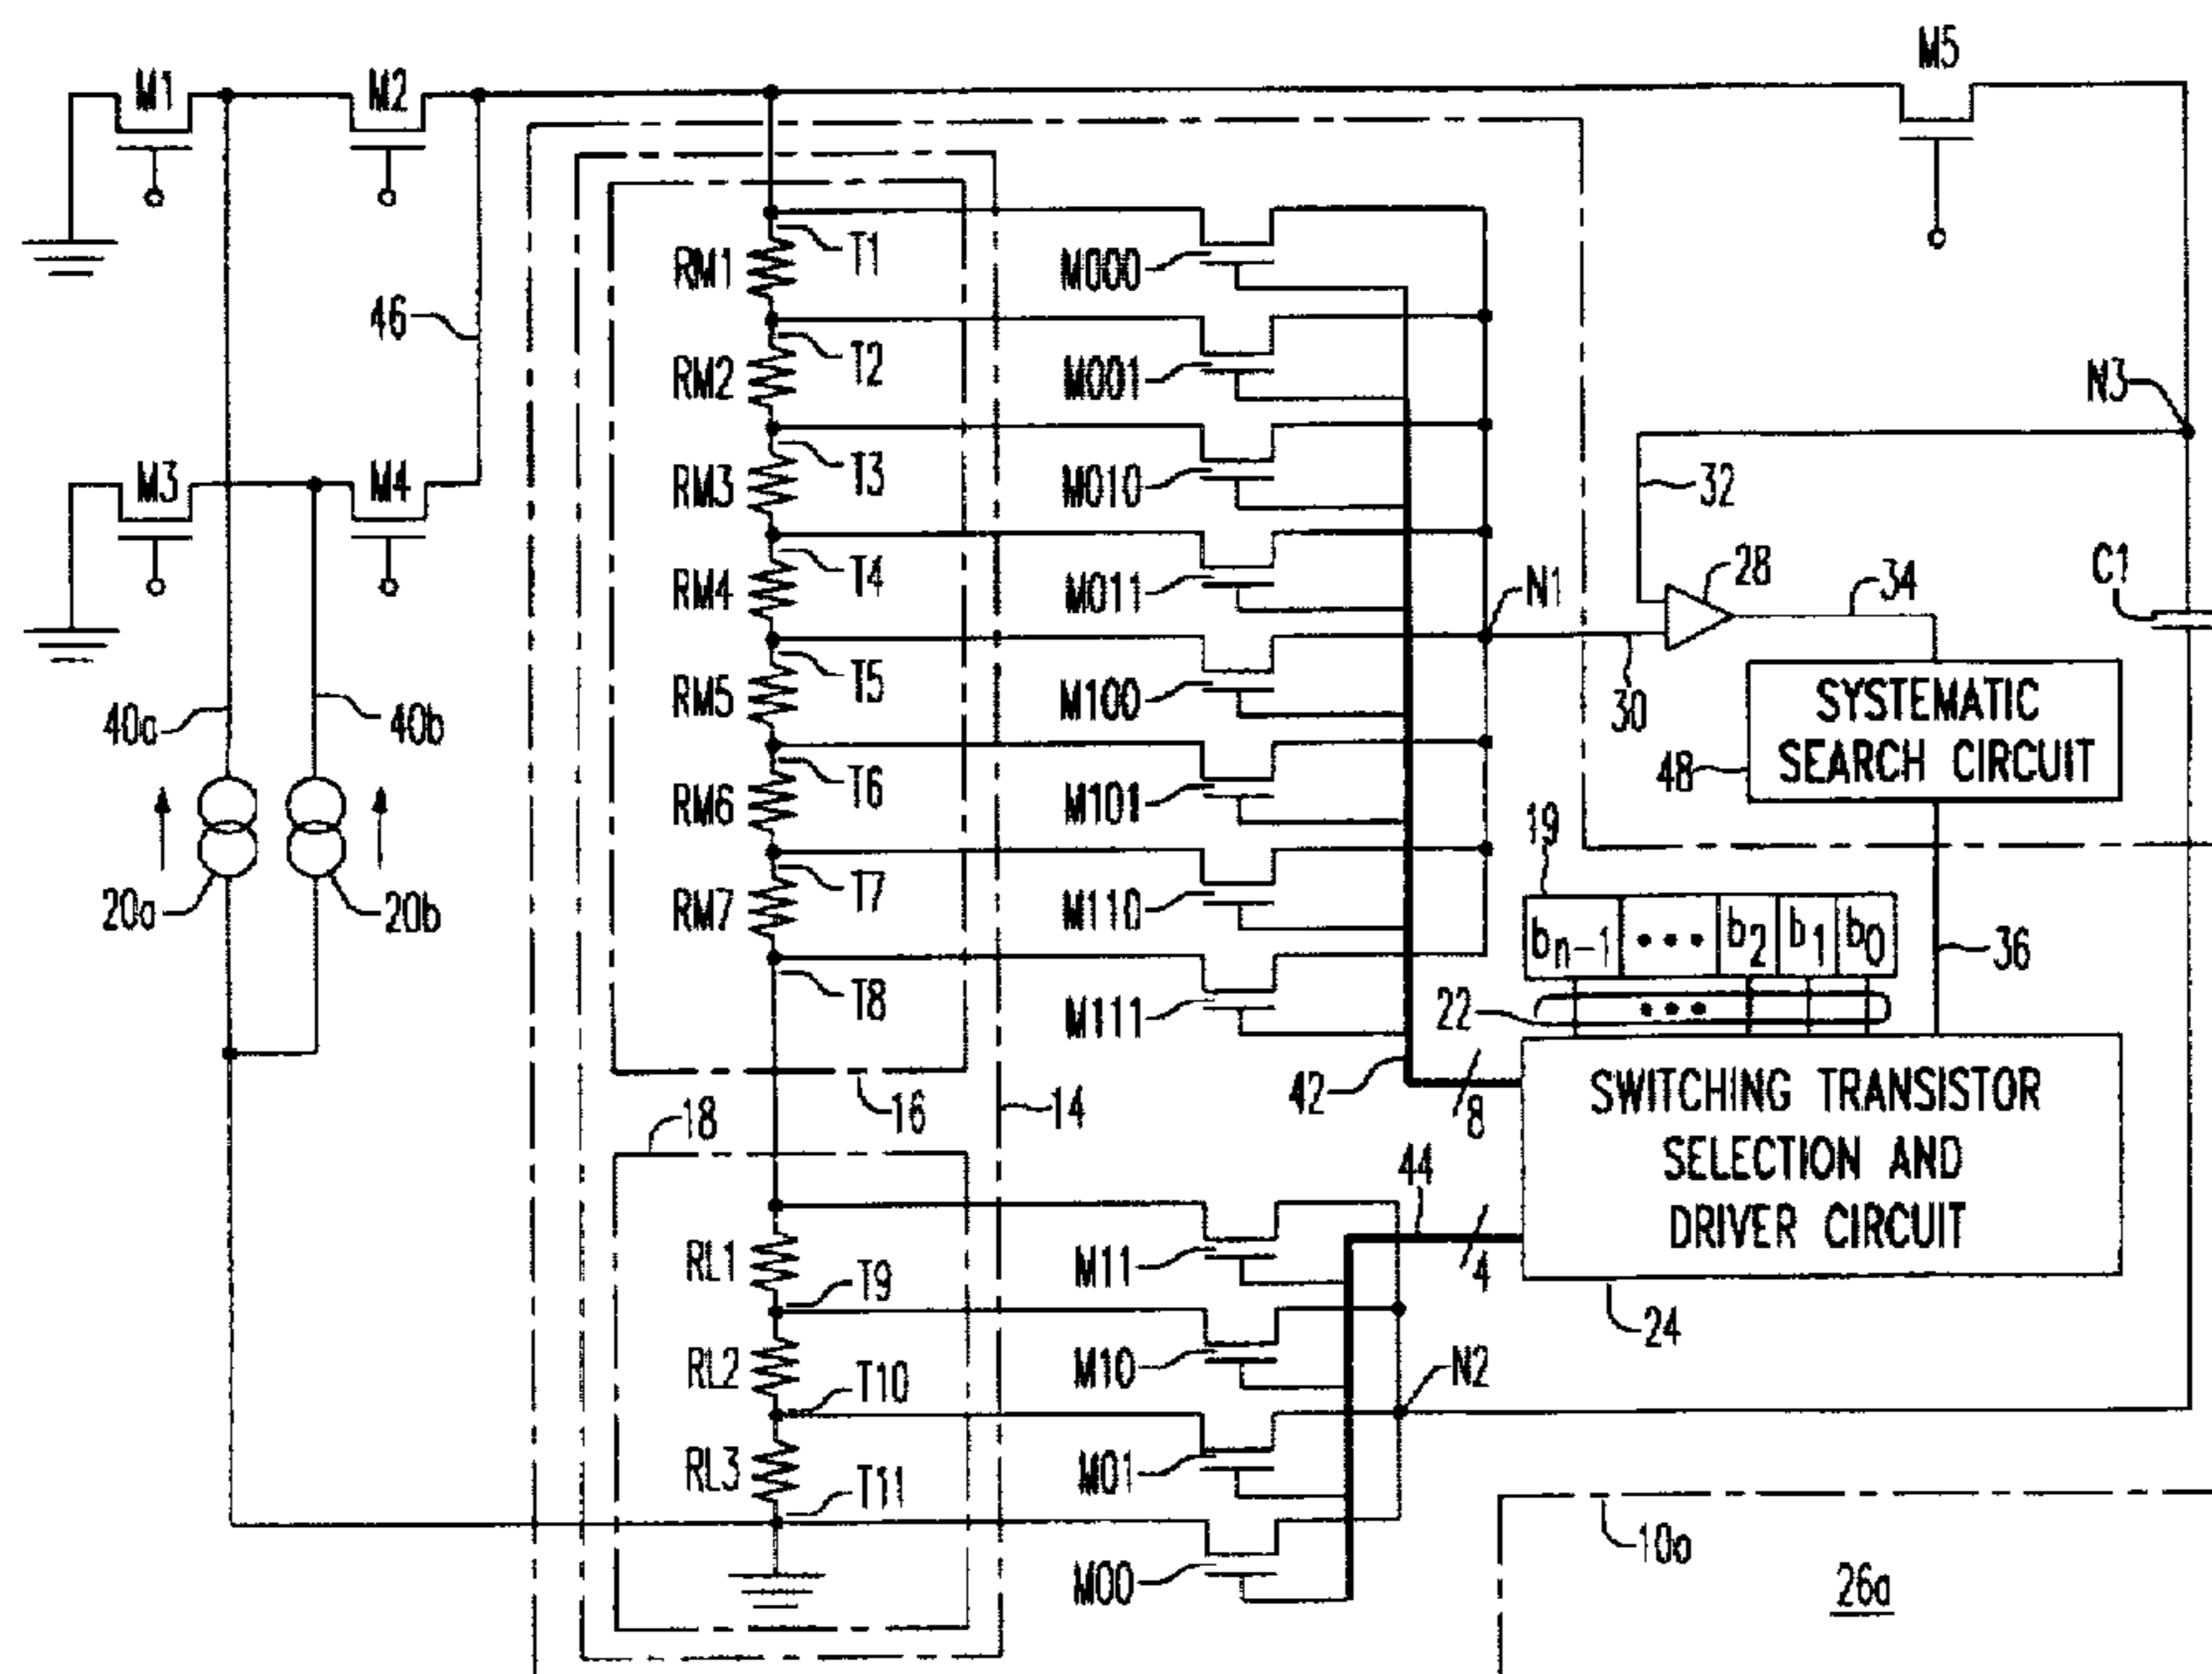 M1
M2
M5
T1
RM1
M000
46
T2
RM2
M001
N3
M3
M4
T3
RM3
M010
32
T4
RM4
M011
N1
28
34
C1
T5
RM5
M100
30
SYSTEMATIC
SEARCH CIRCUIT
48
40a
40b
T6
RM6
M101
19
20a
20b
T7
RM7
M110
bn-1 ••• b2 b1 b0
36
T8
M111
22
•••
42
8
SWITCHING TRANSISTOR
SELECTION AND
DRIVER CIRCUIT
16
14
18
44
4
24
RL1
M11
T9
RL2
M10
T10
N2
RL3
M01
T11
M00
10a
26a